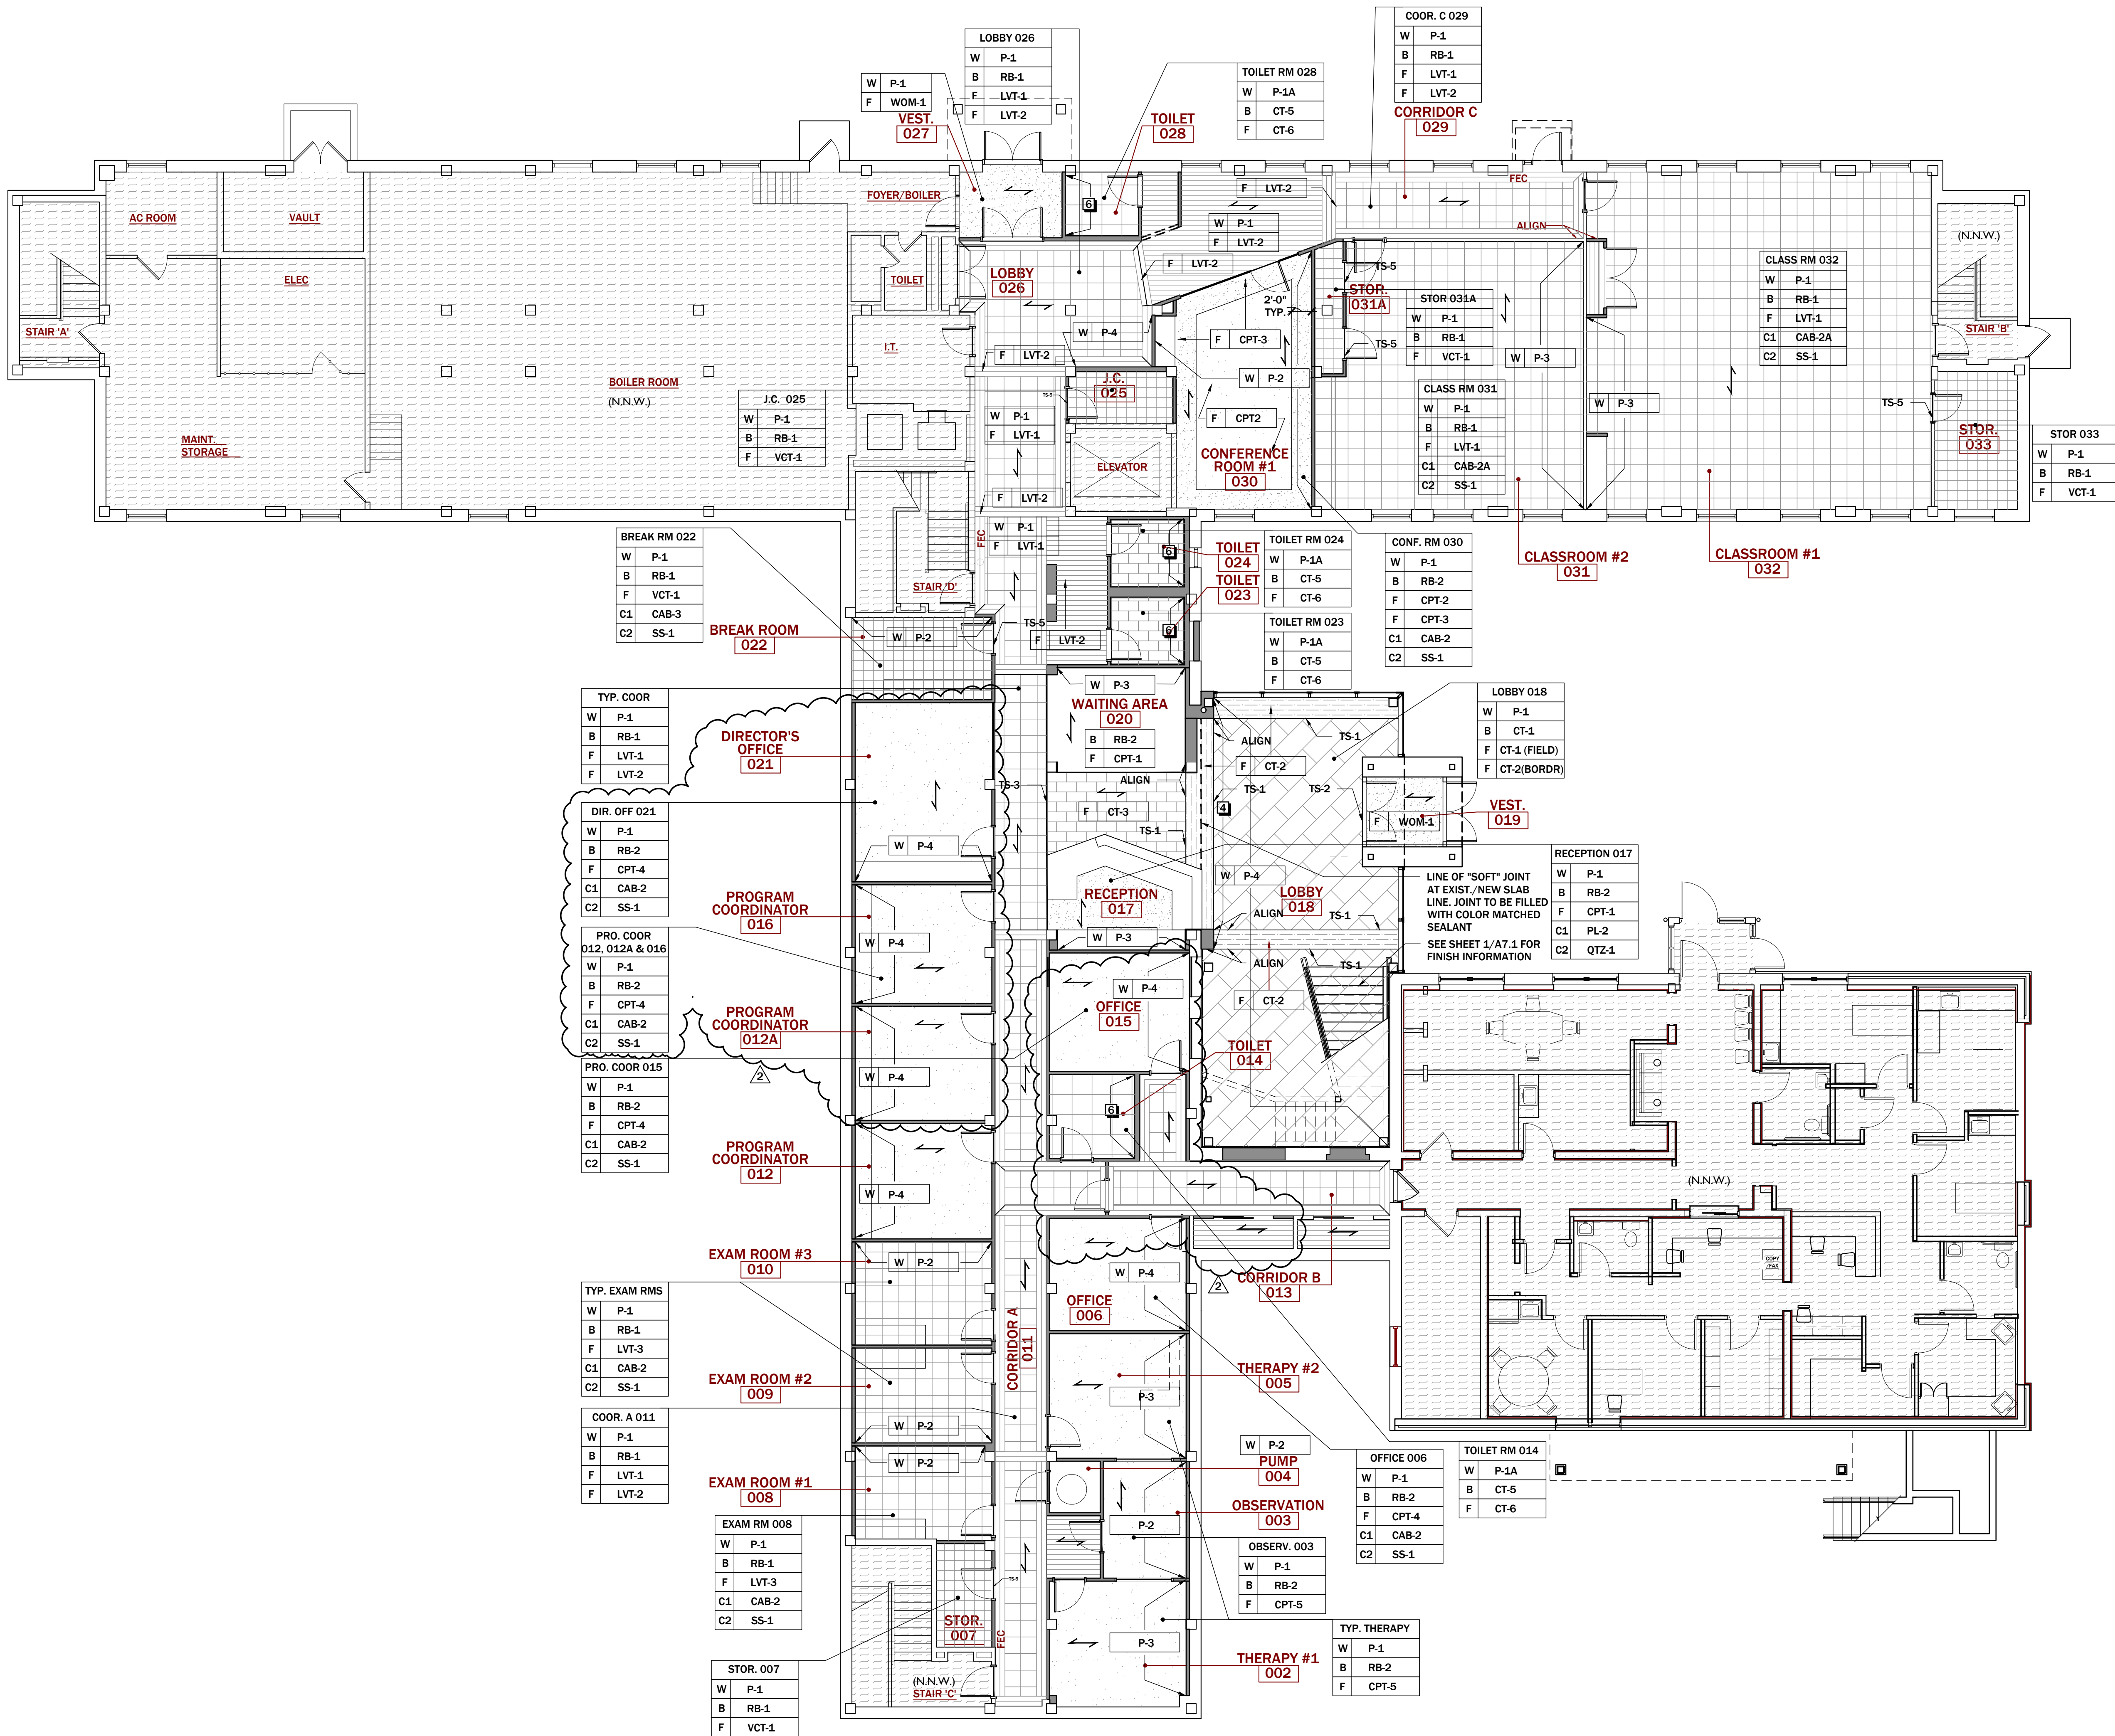 COOR. C 029
W P-1
B RB-1
F LVT-1
F LVT-2
LOBBY 026
W P-1
B RB-1
F LVT-1
F LVT-2
W P-1
F WOM-1
TOILET RM 028
W P-1A
B CT-5
F CT-6
VEST.
027
TOILET
028
CORRIDOR C
029
AC ROOM
VAULT
FOYER/BOILER
6
F LVT-2
FEC
W P-1
F LVT-2
ALIGN
(N.N.W.)
ELEC
TOILET
LOBBY
026
F LVT-2
TS-5
STOR.
031A
2'-0"
TYP.
STOR 031A
W P-1
B RB-1
F VCT-1
CLASS RM 032
W P-1
B RB-1
F LVT-1
C1 CAB-2A
C2 SS-1
STAIR 'A'
STAIR 'B'
I.T.
W P-4
F LVT-2
F CPT-3
TS-5
W P-3
BOILER ROOM
(N.N.W.)
J.C.
025
W P-2
J.C. 025
W P-1
B RB-1
F VCT-1
TS-5
CLASS RM 031
W P-1
B RB-1
F LVT-1
C1 CAB-2A
C2 SS-1
W P-3
TS-5
W P-1
F LVT-1
F CPT2
MAINT.
STORAGE
STOR.
033
STOR 033
W P-1
B RB-1
F VCT-1
ELEVATOR
CONFERENCE
ROOM #1
030
F LVT-2
BREAK RM 022
W P-1
B RB-1
F VCT-1
C1 CAB-3
C2 SS-1
FEC
W P-1
F LVT-1
6
TOILET
024
TOILET RM 024
W P-1A
B CT-5
F CT-6
CONF. RM 030
W P-1
B RB-2
F CPT-2
F CPT-3
C1 CAB-2
C2 SS-1
CLASSROOM #2
031
CLASSROOM #1
032
STAIR 'D'
TOILET
023
BREAK ROOM
022
W P-2
TS-5
F LVT-2
6
TOILET RM 023
W P-1A
B CT-5
F CT-6
TYP. COOR
W P-1
B RB-1
F LVT-1
F LVT-2
W P-3
WAITING AREA
020
B RB-2
F CPT-1
LOBBY 018
W P-1
B CT-1
F CT-1 (FIELD)
F CT-2(BORDR)
DIRECTOR'S
OFFICE
021
ALIGN
TS-1
F CT-2
ALIGN
TS-3
TS-1
TS-2
F CT-3
4
TS-1
DIR. OFF 021
W P-1
B RB-2
F CPT-4
C1 CAB-2
C2 SS-1
F WOM-1
VEST.
019
W P-4
RECEPTION 017
W P-1
B RB-2
F CPT-1
C1 PL-2
C2 QTZ-1
W P-4
LINE OF "SOFT" JOINT
AT EXIST./NEW SLAB
LINE. JOINT TO BE FILLED
WITH COLOR MATCHED
SEALANT
SEE SHEET 1/A7.1 FOR
FINISH INFORMATION
PROGRAM
COORDINATOR
016
RECEPTION
017
LOBBY
018
ALIGN
TS-1
W P-3
PRO. COOR
012, 012A & 016
W P-1
B RB-2
F CPT-4
C1 CAB-2
C2 SS-1
W P-4
ALIGN
TS-1
W P-4
F CT-2
PROGRAM
COORDINATOR
012A
OFFICE
015
TOILET
014
2
W P-4
PRO. COOR 015
W P-1
B RB-2
F CPT-4
C1 CAB-2
C2 SS-1
6
PROGRAM
COORDINATOR
012
W P-4
(N.N.W.)
EXAM ROOM #3
010
W P-2
W P-4
2
CORRIDOR B
013
COPY
/FAX
TYP. EXAM RMS
W P-1
B RB-1
F LVT-3
C1 CAB-2
C2 SS-1
OFFICE
006
CORRIDOR A
011
EXAM ROOM #2
009
THERAPY #2
005
P-3
COOR. A 011
W P-1
B RB-1
F LVT-1
F LVT-2
W P-2
W P-2
W P-2
PUMP
004
OFFICE 006
W P-1
B RB-2
F CPT-4
C1 CAB-2
C2 SS-1
TOILET RM 014
W P-1A
B CT-5
F CT-6
EXAM ROOM #1
008
OBSERVATION
003
P-2
EXAM RM 008
W P-1
B RB-1
F LVT-3
C1 CAB-2
C2 SS-1
OBSERV. 003
W P-1
B RB-2
F CPT-5
TS-5
STOR.
007
FEC
P-3
TYP. THERAPY
W P-1
B RB-2
F CPT-5
THERAPY #1
002
STOR. 007
W P-1
B RB-1
F VCT-1
(N.N.W.)
STAIR 'C'